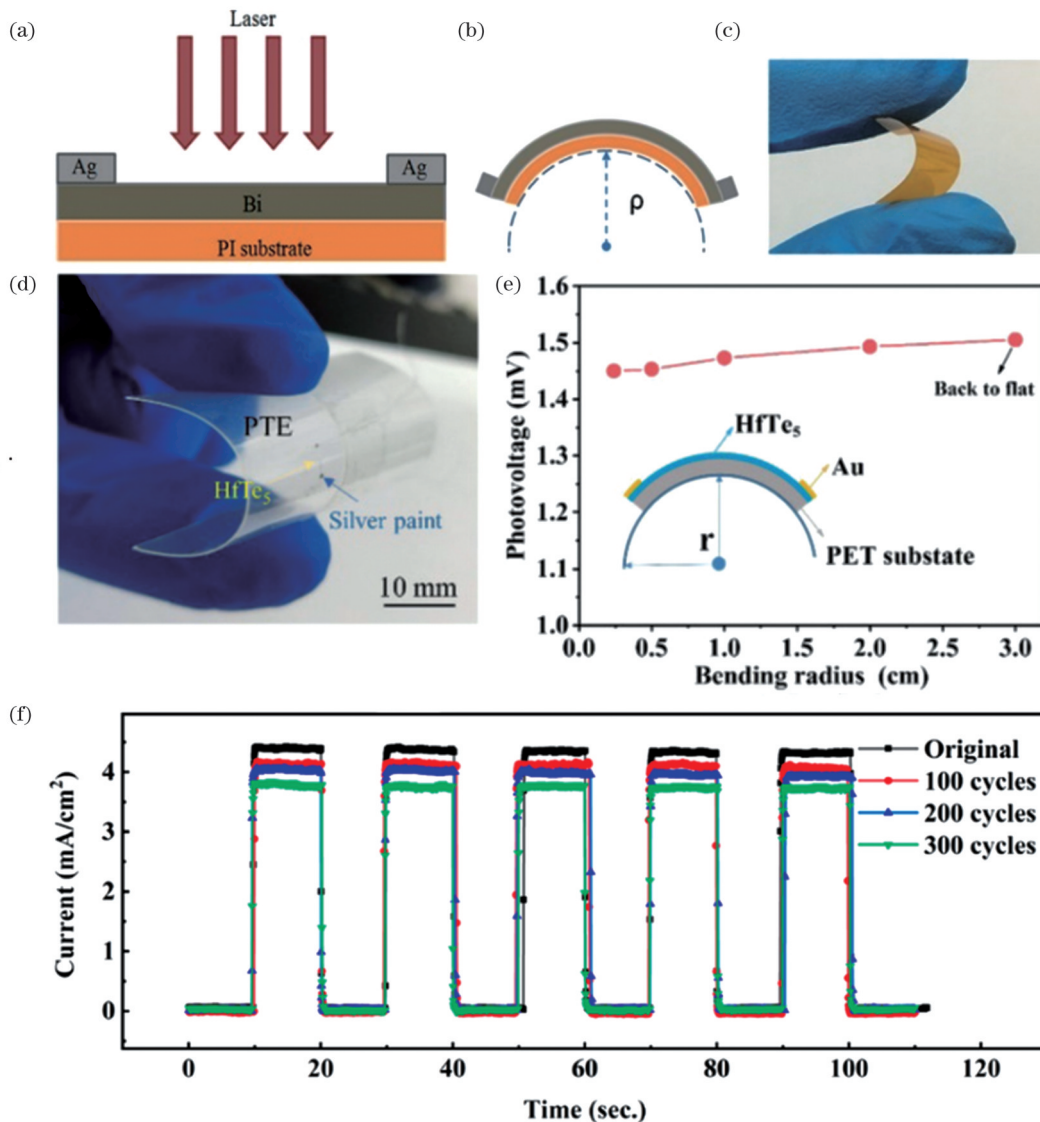 (a)
Laser
Ag
Ag
Bi
PI substrate
(b)
ρ
(c)
(d)
PTE
HfTe₅
Silver paint
10 mm
(e)
1.6
1.5
1.4
1.3
1.2
1.1
1.0
Photovoltage (mV)
Back to flat
HfTe₅
Au
r
PET substate
0.0 0.5 1.0 1.5 2.0 2.5 3.0
Bending radius (cm)
(f)
Current (mA/cm²)
4
3
2
1
0
Original
100 cycles
200 cycles
300 cycles
0 20 40 60 80 100 120
Time (sec.)